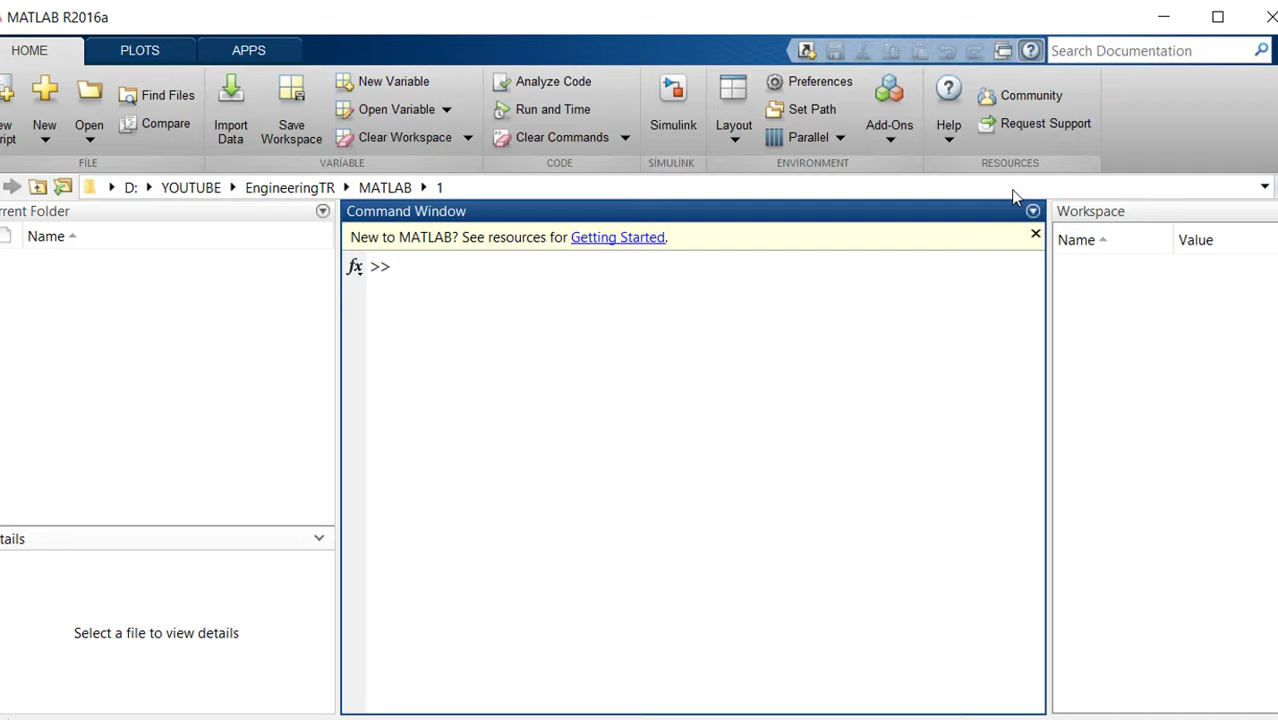 MATLAB R2016a
HOME PLOTS APPS
Search Documentation
New Find Files
New Open Compare
Import Data
Save Workspace
New Variable
Open Variable
Clear Workspace
Analyze Code
Run and Time
Clear Commands
Simulink
Layout
Preferences
Set Path
Parallel
Add-Ons
Help
Community
Request Support
FILE VARIABLE CODE SIMULINK ENVIRONMENT RESOURCES
D: YOUTUBE EngineeringTR MATLAB 1
rrent Folder
Name
Command Window
New to MATLAB? See resources for Getting Started.
fx >>
Workspace
Name Value
tails
Select a file to view details